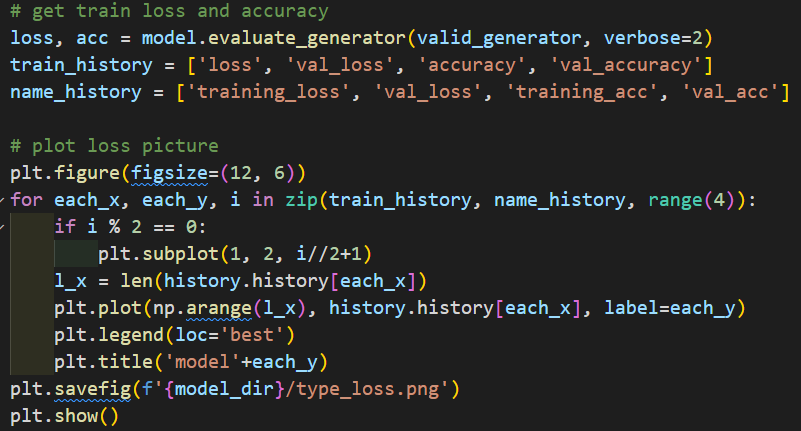 # get train loss and accuracy
loss, acc = model.evaluate_generator(valid_generator, verbose=2)
train_history = ['loss', 'val_loss', 'accuracy', 'val_accuracy']
name_history = ['training_loss', 'val_loss', 'training_acc', 'val_acc']

# plot loss picture
plt.figure(figsize=(12, 6))
for each_x, each_y, i in zip(train_history, name_history, range(4)):
    if i % 2 == 0:
        plt.subplot(1, 2, i//2+1)
    l_x = len(history.history[each_x])
    plt.plot(np.arange(l_x), history.history[each_x], label=each_y)
    plt.legend(loc='best')
    plt.title('model'+each_y)
plt.savefig(f'{model_dir}/type_loss.png')
plt.show()